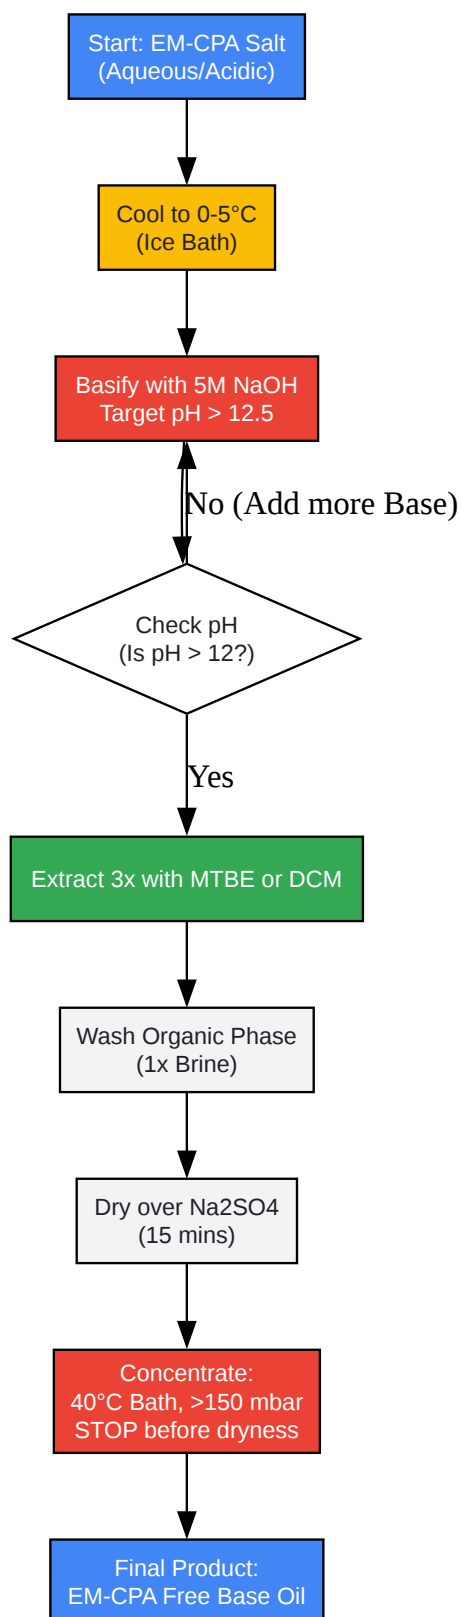 Start: EM-CPA Salt
(Aqueous/Acidic)
Cool to 0-5°C
(Ice Bath)
Basify with 5M NaOH
Target pH > 12.5
No (Add more Base)
Check pH
(Is pH > 12?)
Yes
Extract 3x with MTBE or DCM
Wash Organic Phase
(1x Brine)
Dry over Na2SO4
(15 mins)
Concentrate:
40°C Bath, >150 mbar
STOP before dryness
Final Product:
EM-CPA Free Base Oil